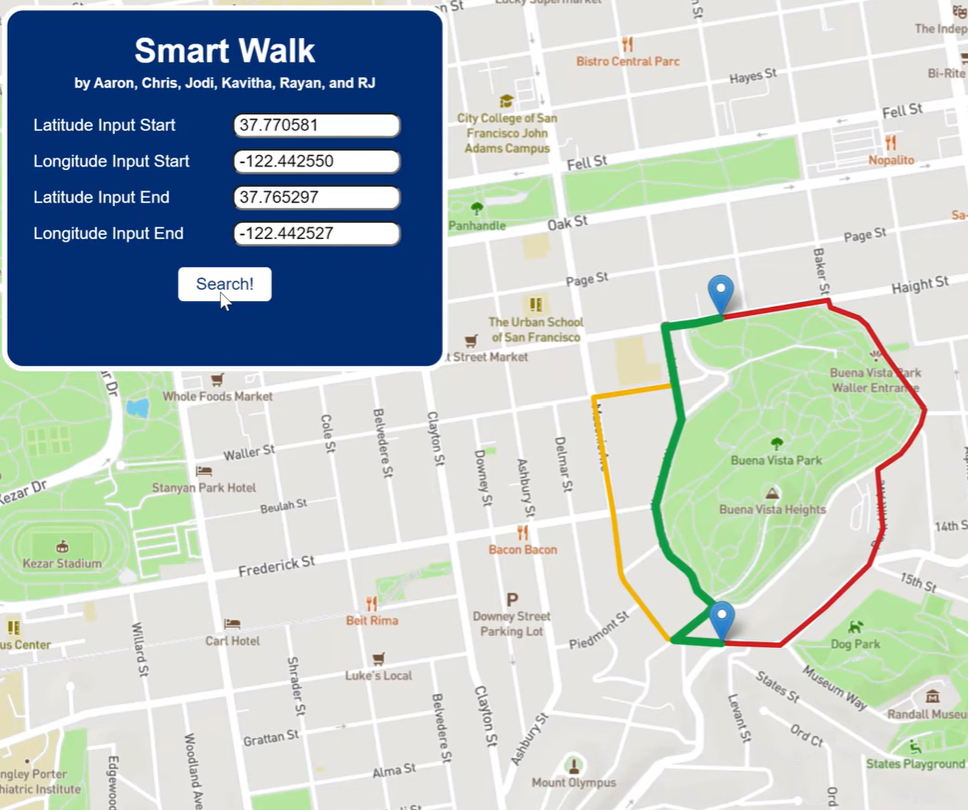 Smart Walk
by Aaron, Chris, Jodi, Kavitha, Rayan, and RJ
Latitude Input Start
37.770581
Longitude Input Start
-122.442550
Latitude Input End
37.765297
Longitude Input End
-122.442527
Search!
Lucky Supermarket
The Indep
Bistro Central Parc
Bi-Rite
Hayes St
City College of San
Francisco John
Adams Campus
Fell St
Fell St
Nopalito
Panhandle
Oak St
Sa-
Page St
Page St
Baker St
Haight St
The Urban School
of San Francisco
t Street Market
Buena Vista Park
Waller Entrance
Whole Foods Market
Cole St
Belvedere St
Clayton St
Waller St
Delmar St
Buena Vista Park
Stanyan Park Hotel
Downey St
Ashbury St
Kezar Dr
Beulah St
Buena Vista Heights
14th S
Bacon Bacon
Kezar Stadium
Frederick St
15th St
Downey Street
Parking Lot
Beit Rima
us Center
Carl Hotel
Piedmont St
Dog Park
Willard St
Luke's Local
Shrader St
States St
Museum Way
Randall Museu
Clayton St
Belvedere St
Levant St
Ashbury St
Ord Ct
Grattan St
Woodland Ave
States Playground
Alma St
Mount Olympus
ngley Porter
hiatric Institute
Edgewoo
Ord